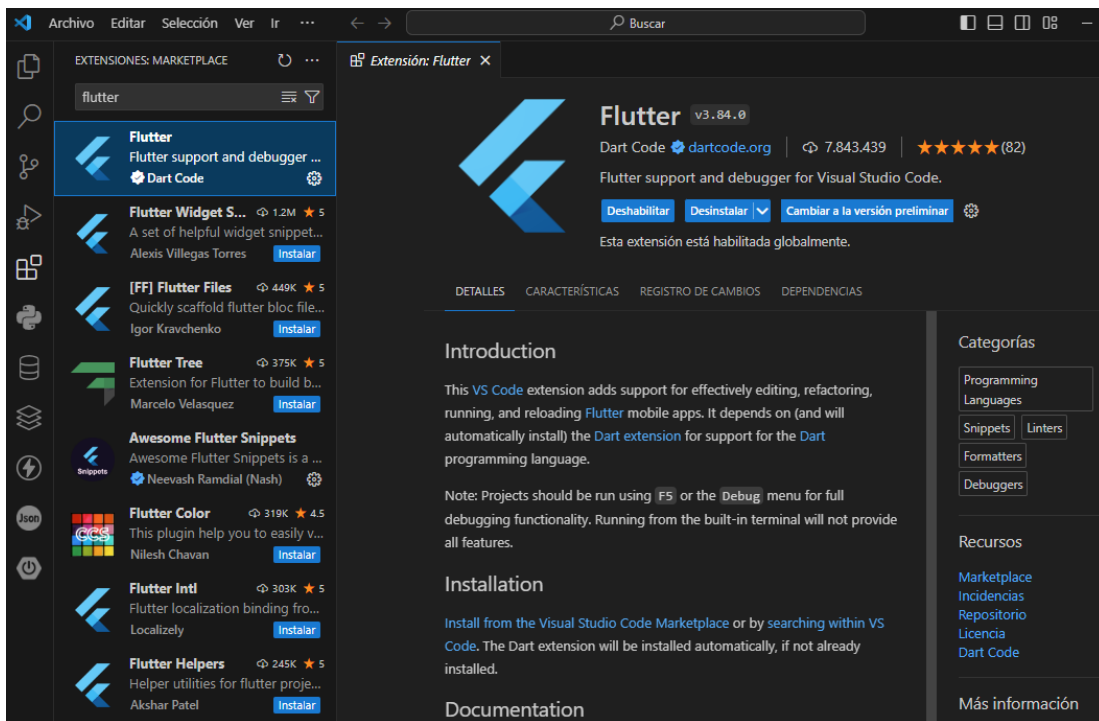 Archivo Editar Selección Ver Ir ··· Buscar
EXTENSIONES: MARKETPLACE
flutter
Flutter
Flutter support and debugger ...
Dart Code
Flutter Widget S... 1.2M ★ 5
A set of helpful widget snippet...
Alexis Villegas Torres Instalar
[FF] Flutter Files 449K ★ 5
Quickly scaffold flutter bloc file...
Igor Kravchenko Instalar
Flutter Tree 375K ★ 5
Extension for Flutter to build b...
Marcelo Velasquez Instalar
Snippets
Awesome Flutter Snippets
Awesome Flutter Snippets is a ...
Neevash Ramdial (Nash)
CCS
Flutter Color 319K ★ 4.5
This plugin help you to easily v...
Nilesh Chavan Instalar
Flutter Intl 303K ★ 5
Flutter localization binding fro...
Localizely Instalar
Flutter Helpers 245K ★ 5
Helper utilities for flutter proje...
Akshar Patel Instalar
Json
Extensión: Flutter
Flutter v3.84.0
Dart Code dartcode.org | 7.843.439 | ★★★★★(82)
Flutter support and debugger for Visual Studio Code.
Deshabilitar Desinstalar Cambiar a la versión preliminar
Esta extensión está habilitada globalmente.
DETALLES CARACTERÍSTICAS REGISTRO DE CAMBIOS DEPENDENCIAS
Introduction
This VS Code extension adds support for effectively editing, refactoring,
running, and reloading Flutter mobile apps. It depends on (and will
automatically install) the Dart extension for support for the Dart
programming language.
Note: Projects should be run using F5 or the Debug menu for full
debugging functionality. Running from the built-in terminal will not provide
all features.
Installation
Install from the Visual Studio Code Marketplace or by searching within VS
Code. The Dart extension will be installed automatically, if not already
installed.
Documentation
Categorías
Programming
Languages
Snippets Linters
Formatters
Debuggers
Recursos
Marketplace
Incidencias
Repositorio
Licencia
Dart Code
Más información